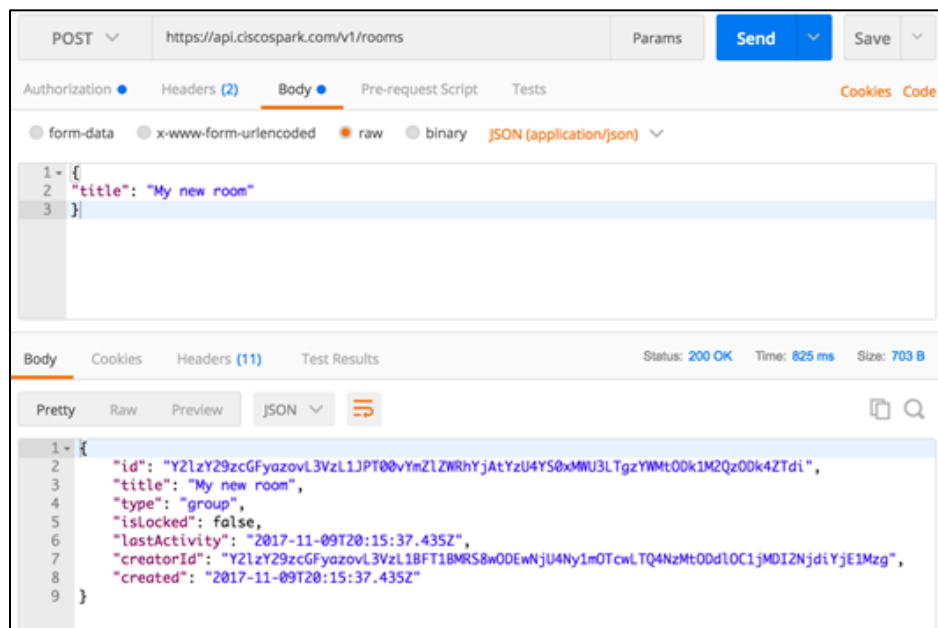 POST https://api.ciscospark.com/v1/rooms Params Send Save
Authorization Headers (2) Body Pre-request Script Tests Cookies Code
form-data x-www-form-urlencoded raw binary JSON (application/json)
1 {
2 "title": "My new room"
3 }
Body Cookies Headers (11) Test Results Status: 200 OK Time: 825 ms Size: 703 B
Pretty Raw Preview JSON
1 {
2 "id": "Y2lzY29zcGFyazovL3VzL1JPT00vYmZlZWRhYjAtYzU4YS0xMWU3LTgzYWMtODk1M2QzODk4ZTdi",
3 "title": "My new room",
4 "type": "group",
5 "isLocked": false,
6 "lastActivity": "2017-11-09T20:15:37.435Z",
7 "creatorId": "Y2lzY29zcGFyazovL3VzL1BFT1BMRS8wODEwNjU4Ny1mOTcwLTQ4NzMtODdlOC1jMDI2NjdiYjE1Mzg",
8 "created": "2017-11-09T20:15:37.435Z"
9 }